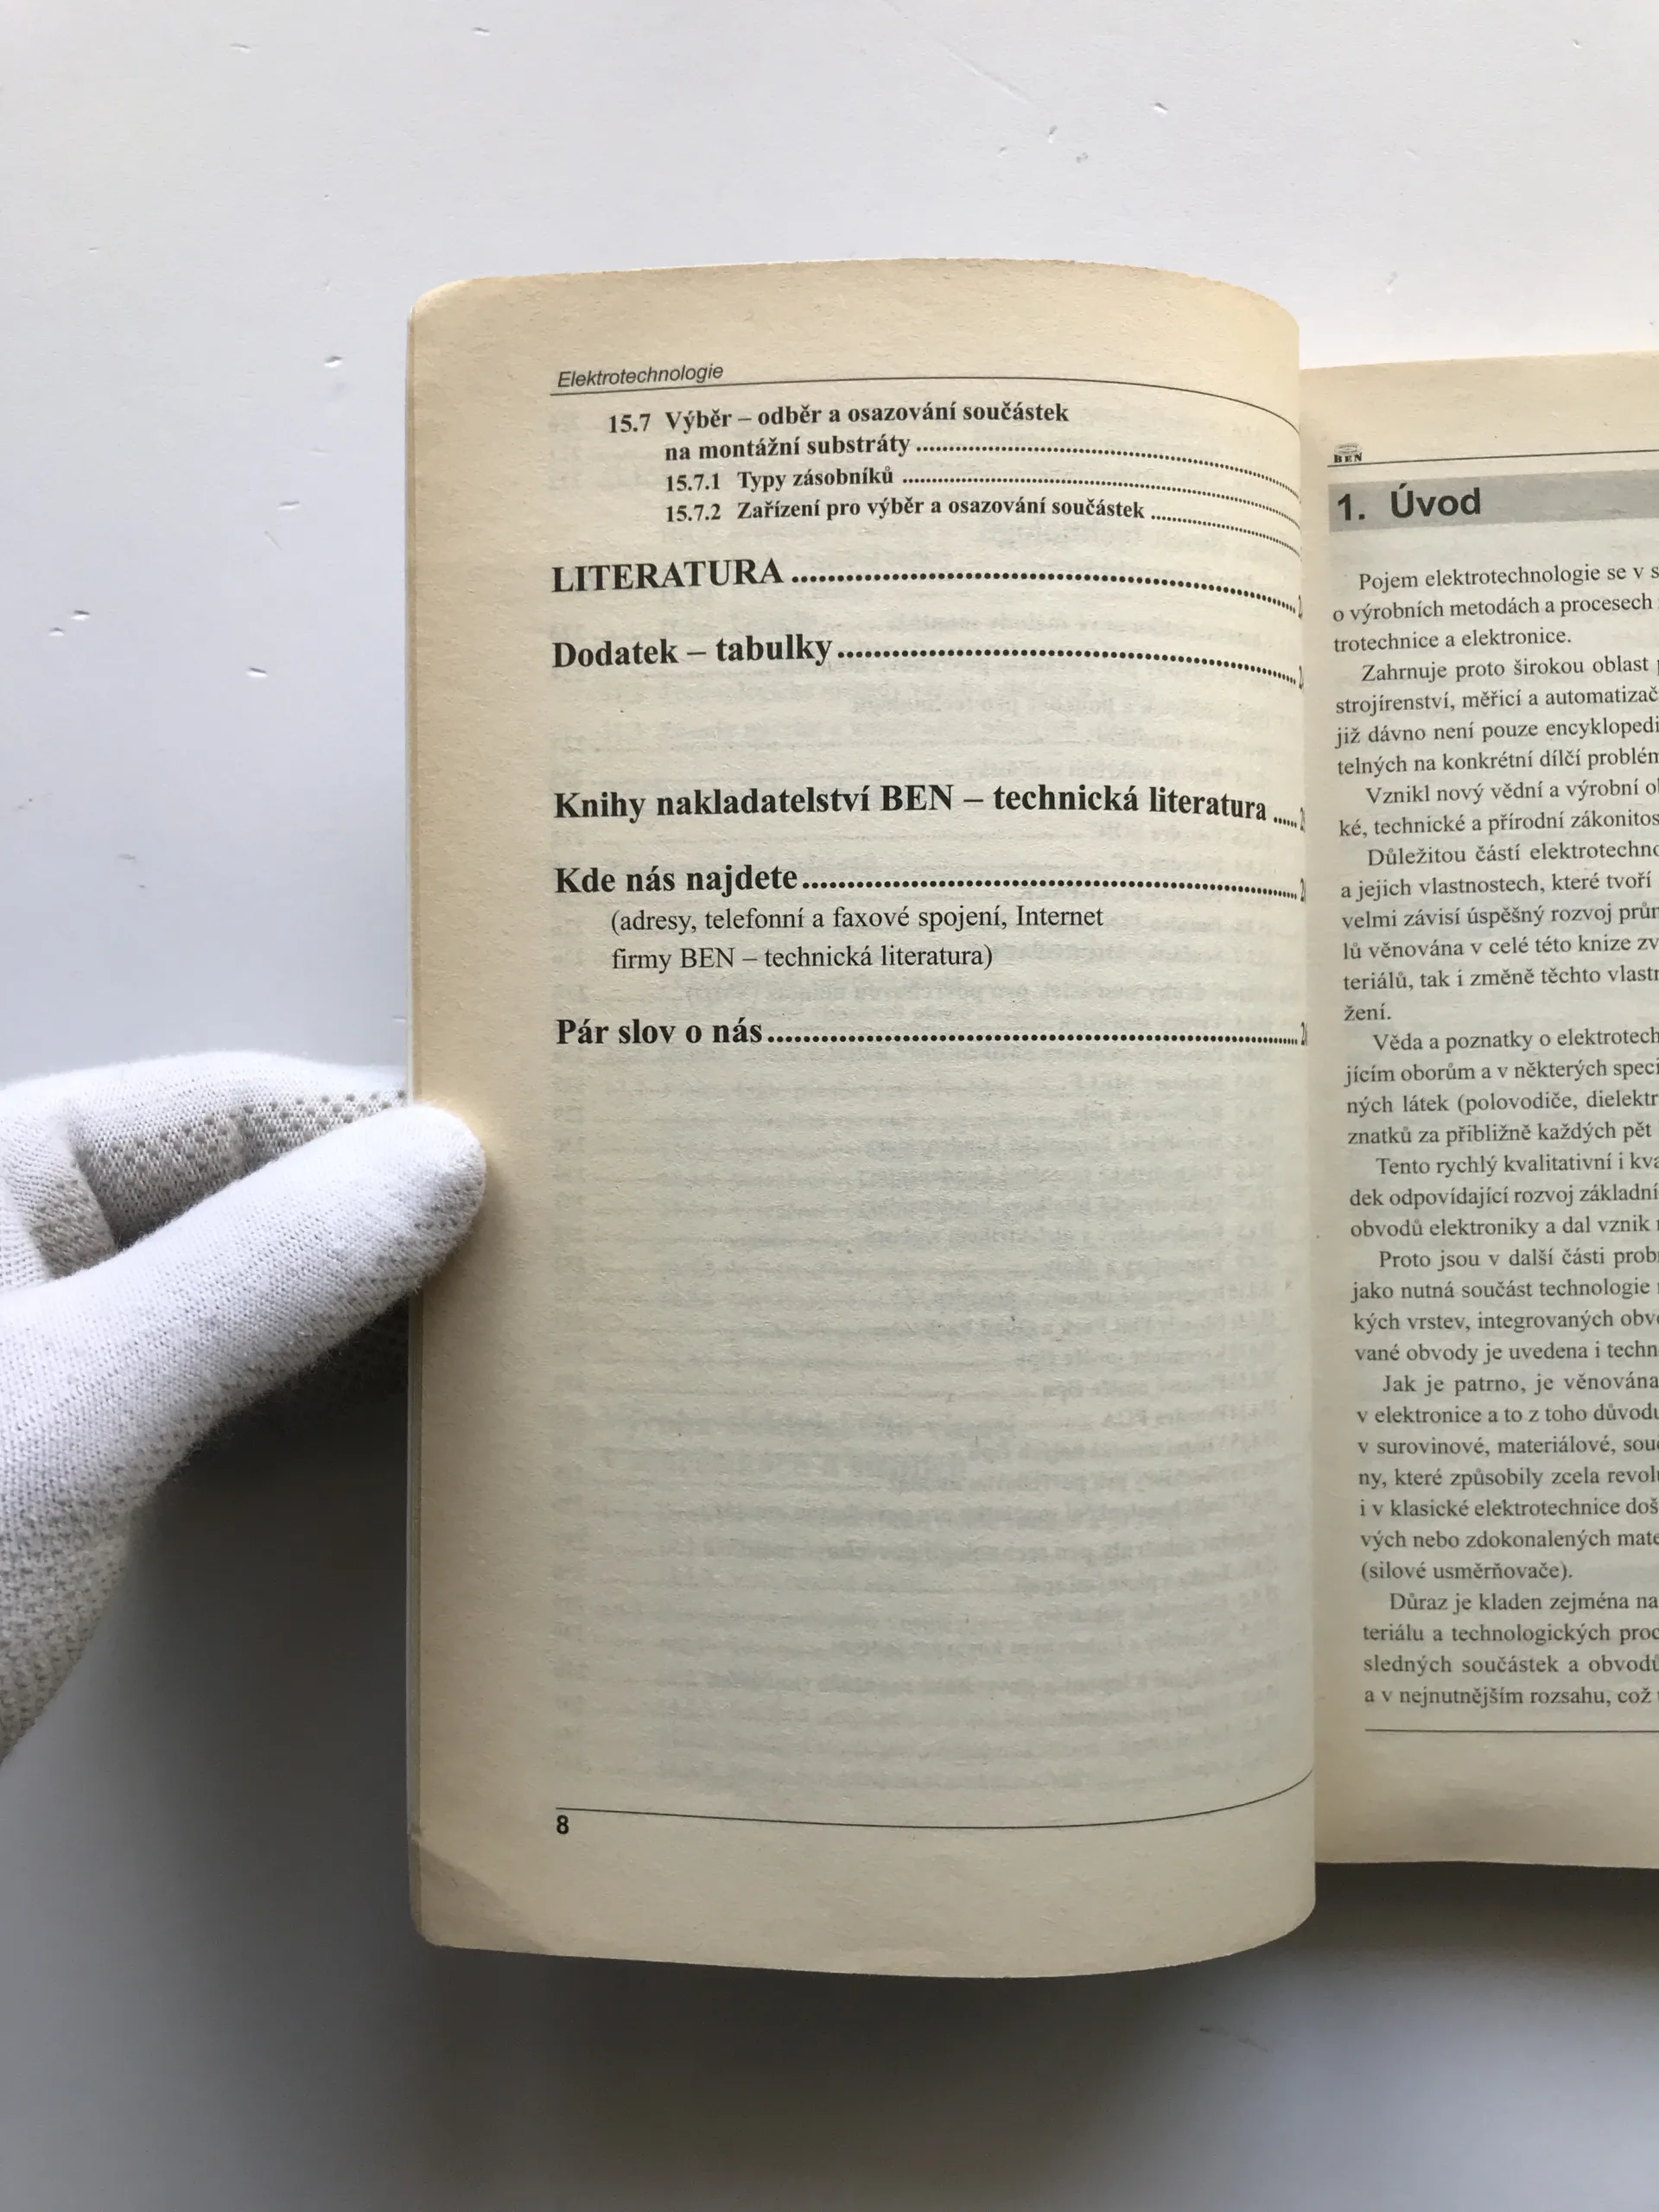 Elektrotechnologie
15.7 Výběr – odběr a osazování součástek
na montážní substráty
15.7.1 Typy zásobníků
15.7.2 Zařízení pro výběr a osazování součástek
LITERATURA
Dodatek – tabulky
Knihy nakladatelství BEN – technická literatura
Kde nás najdete
(adresy, telefonní a faxové spojení, Internet
firmy BEN – technická literatura)
Pár slov o nás
8
BEN
1. Úvod
Pojem elektrotechnologie se v
o výrobních metodách a procesech
trotechnice a elektronice.
Zahrnuje proto širokou oblast
strojírenství, měřicí a automatizač
již dávno není pouze encyklopedi
telných na konkrétní dílčí problém
Vznikl nový vědní a výrobní
ké, technické a přírodní zákonitos
Důležitou částí elektrotechno
a jejich vlastnostech, které tvoří
velmi závisí úspěšný rozvoj prům
lů věnována v celé této knize zv
teriálů, tak i změně těchto vlastn
žení.
Věda a poznatky o elektrotech
jícím oborům a v některých speci
ných látek (polovodiče, dielektr
znatků za přibližně každých pět
Tento rychlý kvalitativní i kva
dek odpovídající rozvoj základní
obvodů elektroniky a dal vznik
Proto jsou v další části prob
jako nutná součást technologie
kých vrstev, integrovaných obv
vané obvody je uvedena i techn
Jak je patrno, je věnována
v elektronice a to z toho důvodu
v surovinové, materiálové, sou
ny, které způsobily zcela revol
i v klasické elektrotechnice doš
vých nebo zdokonalených mate
(silové usměrňovače).
Důraz je kladen zejména na
teriálu a technologických proc
sledných součástek a obvodů
a v nejnutnějším rozsahu, což